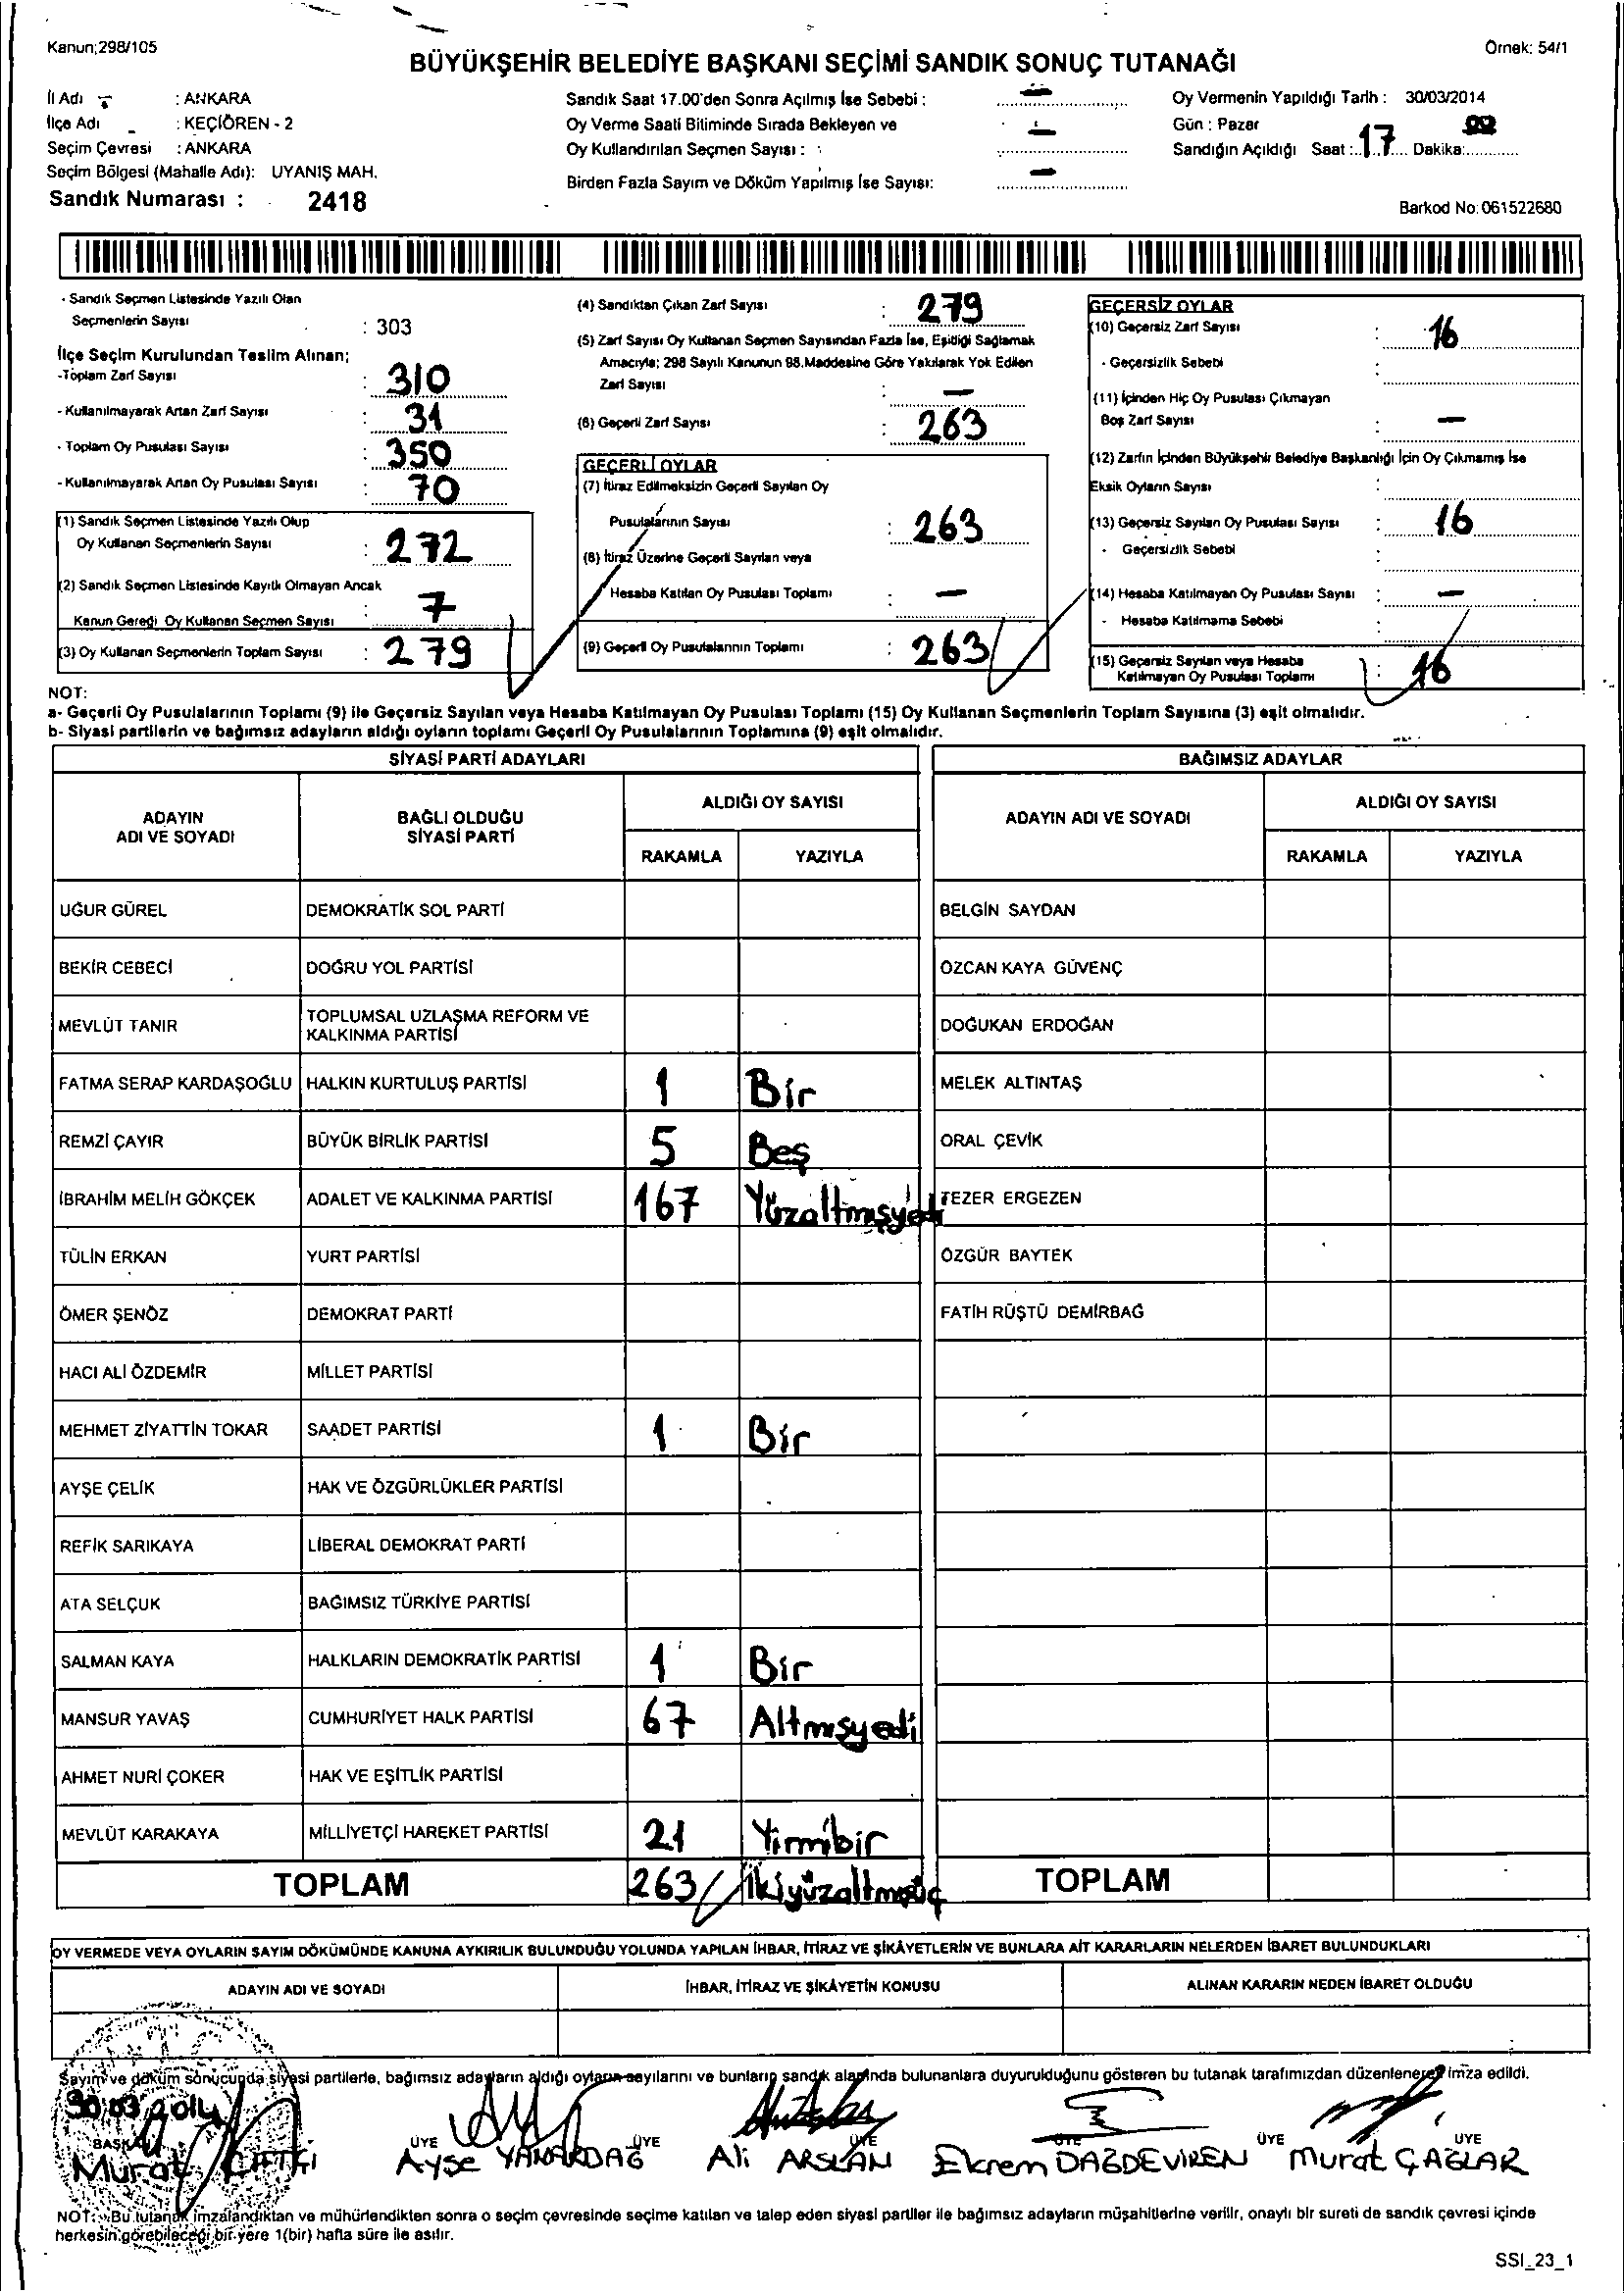 Kanun;298/105
Örnek: 54/1
BÜYÜKŞEHİR BELEDİYE BAŞKANI SEÇİMİ SANDIK SONUÇ TUTANAĞI
İl Adı : ANKARA
İlçe Adı : KEÇİÖREN - 2
Seçim Çevresi : ANKARA
Seçim Bölgesi (Mahalle Adı): UYANIŞ MAH.
Sandık Numarası : 2418
Sandık Saat 17.00'den Sonra Açılmış İse Sebebi : —
Oy Verme Saati Bitiminde Sırada Bekleyen ve
Oy Kullandırılan Seçmen Sayısı : —
Birden Fazla Sayım ve Döküm Yapılmış İse Sayısı: —
Oy Vermenin Yapıldığı Tarih : 30/03/2014
Gün : Pazar
Sandığın Açıldığı Saat :..17.... Dakika:............
Barkod No:061522680
- Sandık Seçmen Listesinde Yazılı Olan
Seçmenlerin Sayısı : 303
İlçe Seçim Kurulundan Teslim Alınan;
-Toplam Zarf Sayısı : 310
- Kullanılmayarak Artan Zarf Sayısı : 31
- Toplam Oy Pusulası Sayısı : 350
- Kullanılmayarak Artan Oy Pusulası Sayısı : 70
(1) Sandık Seçmen Listesinde Yazılı Olup
Oy Kullanan Seçmenlerin Sayısı : 272
(2) Sandık Seçmen Listesinde Kayıtlı Olmayan Ancak
Kanun Gereği Oy Kullanan Seçmen Sayısı : 7
(3) Oy Kullanan Seçmenlerin Toplam Sayısı : 279
(4) Sandıktan Çıkan Zarf Sayısı : 279
(5) Zarf Sayısı Oy Kullanan Seçmen Sayısından Fazla İse, Eşitliği Sağlamak
Amacıyla; 298 Sayılı Kanunun 98.Maddesine Göre Yakılarak Yok Edilen
Zarf Sayısı : —
(6) Geçerli Zarf Sayısı : 263
GEÇERLİ OYLAR
(7) İtiraz Edilmeksizin Geçerli Sayılan Oy
Pusulalarının Sayısı : 263
(8) İtiraz Üzerine Geçerli Sayılan veya
Hesaba Katılan Oy Pusulası Toplamı : —
(9) Geçerli Oy Pusulalarının Toplamı : 263
GEÇERSİZ OYLAR
(10) Geçersiz Zarf Sayısı : 16
- Geçersizlik Sebebi :
(11) İçinden Hiç Oy Pusulası Çıkmayan
Boş Zarf Sayısı : —
(12) Zarfın İçinden Büyükşehir Belediye Başkanlığı İçin Oy Çıkmamış İse
Eksik Oyların Sayısı :
(13) Geçersiz Sayılan Oy Pusulası Sayısı : 16
- Geçersizlik Sebebi :
(14) Hesaba Katılmayan Oy Pusulası Sayısı : —
- Hesaba Katılmama Sebebi :
(15) Geçersiz Sayılan veya Hesaba
Katılmayan Oy Pusulası Toplamı : 16
NOT:
a- Geçerli Oy Pusulalarının Toplamı (9) ile Geçersiz Sayılan veya Hesaba Katılmayan Oy Pusulası Toplamı (15) Oy Kullanan Seçmenlerin Toplam Sayısına (3) eşit olmalıdır.
b- Siyasi partilerin ve bağımsız adayların aldığı oyların toplamı Geçerli Oy Pusulalarının Toplamına (9) eşit olmalıdır.
SİYASİ PARTİ ADAYLARI BAĞIMSIZ ADAYLAR
ADAYIN ADI VE SOYADI BAĞLI OLDUĞU SİYASİ PARTİ ALDIĞI OY SAYISI ADAYIN ADI VE SOYADI ALDIĞI OY SAYISI
RAKAMLA YAZIYLA RAKAMLA YAZIYLA
UĞUR GÜREL DEMOKRATİK SOL PARTİ BELGİN SAYDAN
BEKİR CEBECİ DOĞRU YOL PARTİSİ ÖZCAN KAYA GÜVENÇ
MEVLÜT TANIR TOPLUMSAL UZLAŞMA REFORM VE KALKINMA PARTİSİ DOĞUKAN ERDOĞAN
FATMA SERAP KARDAŞOĞLU HALKIN KURTULUŞ PARTİSİ 1 Bir MELEK ALTINTAŞ
REMZİ ÇAYIR BÜYÜK BİRLİK PARTİSİ 5 Beş ORAL ÇEVİK
İBRAHİM MELİH GÖKÇEK ADALET VE KALKINMA PARTİSİ 167 Yüzaltmışyedi TEZER ERGEZEN
TÜLİN ERKAN YURT PARTİSİ ÖZGÜR BAYTEK
ÖMER ŞENÖZ DEMOKRAT PARTİ FATİH RÜŞTÜ DEMİRBAĞ
HACI ALİ ÖZDEMİR MİLLET PARTİSİ
MEHMET ZİYATTİN TOKAR SAADET PARTİSİ 1 Bir
AYŞE ÇELİK HAK VE ÖZGÜRLÜKLER PARTİSİ
REFİK SARIKAYA LİBERAL DEMOKRAT PARTİ
ATA SELÇUK BAĞIMSIZ TÜRKİYE PARTİSİ
SALMAN KAYA HALKLARIN DEMOKRATİK PARTİSİ 1 Bir
MANSUR YAVAŞ CUMHURİYET HALK PARTİSİ 67 Altmışyedi
AHMET NURİ ÇOKER HAK VE EŞİTLİK PARTİSİ
MEVLÜT KARAKAYA MİLLİYETÇİ HAREKET PARTİSİ 21 Yirmibir
TOPLAM 263 İkiyüzaltmışüç TOPLAM
OY VERMEDE VEYA OYLARIN SAYIM DÖKÜMÜNDE KANUNA AYKIRILIK BULUNDUĞU YOLUNDA YAPILAN İHBAR, İTİRAZ VE ŞİKÂYETLERİN VE BUNLARA AİT KARARLARIN NELERDEN İBARET BULUNDUKLARI
ADAYIN ADI VE SOYADI İHBAR, İTİRAZ VE ŞİKÂYETİN KONUSU ALINAN KARARIN NEDEN İBARET OLDUĞU
Sayım ve döküm sonucunda siyasi partilerle, bağımsız adayların aldığı oyların sayılarını ve bunların sandık alanında bulunanlara duyurulduğunu gösteren bu tutanak tarafımızdan düzenlenerek imza edildi.
30.03.2014
BAŞKAN ÜYE ÜYE ÜYE ÜYE ÜYE ÜYE
Murat ÇİFTÇİ Ayşe YANARDAĞ Ali ARSLAN Ekrem DAĞDEVİREN Murat ÇAĞLAR
NOT: Bu tutanak imzalandıktan ve mühürlendikten sonra o seçim çevresinde seçime katılan ve talep eden siyasi partiler ile bağımsız adayların müşahitlerine verilir, onaylı bir sureti de sandık çevresi içinde
herkesin görebileceği bir yere 1(bir) hafta süre ile asılır.
SSI_23_1